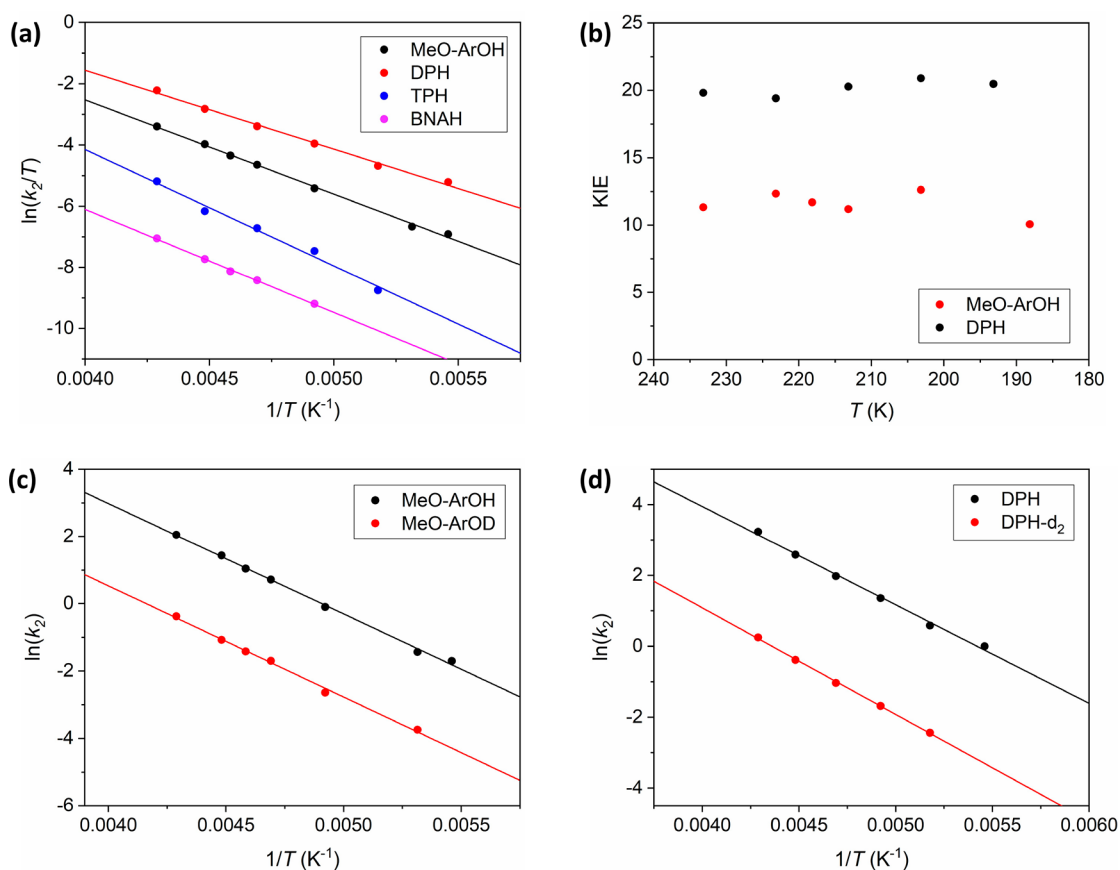 (a)
0
-2
-4
-6
-8
-10
ln(k₂/T)
MeO-ArOH
DPH
TPH
BNAH
0.0040
0.0045
0.0050
0.0055
1/T (K⁻¹)
(b)
25
20
15
10
5
0
KIE
MeO-ArOH
DPH
240
230
220
210
200
190
180
T (K)
(c)
4
2
0
-2
-4
-6
ln(k₂)
MeO-ArOH
MeO-ArOD
0.0040
0.0045
0.0050
0.0055
1/T (K⁻¹)
(d)
4
2
0
-2
-4
ln(k₂)
DPH
DPH-d₂
0.0040
0.0045
0.0050
0.0055
0.0060
1/T (K⁻¹)